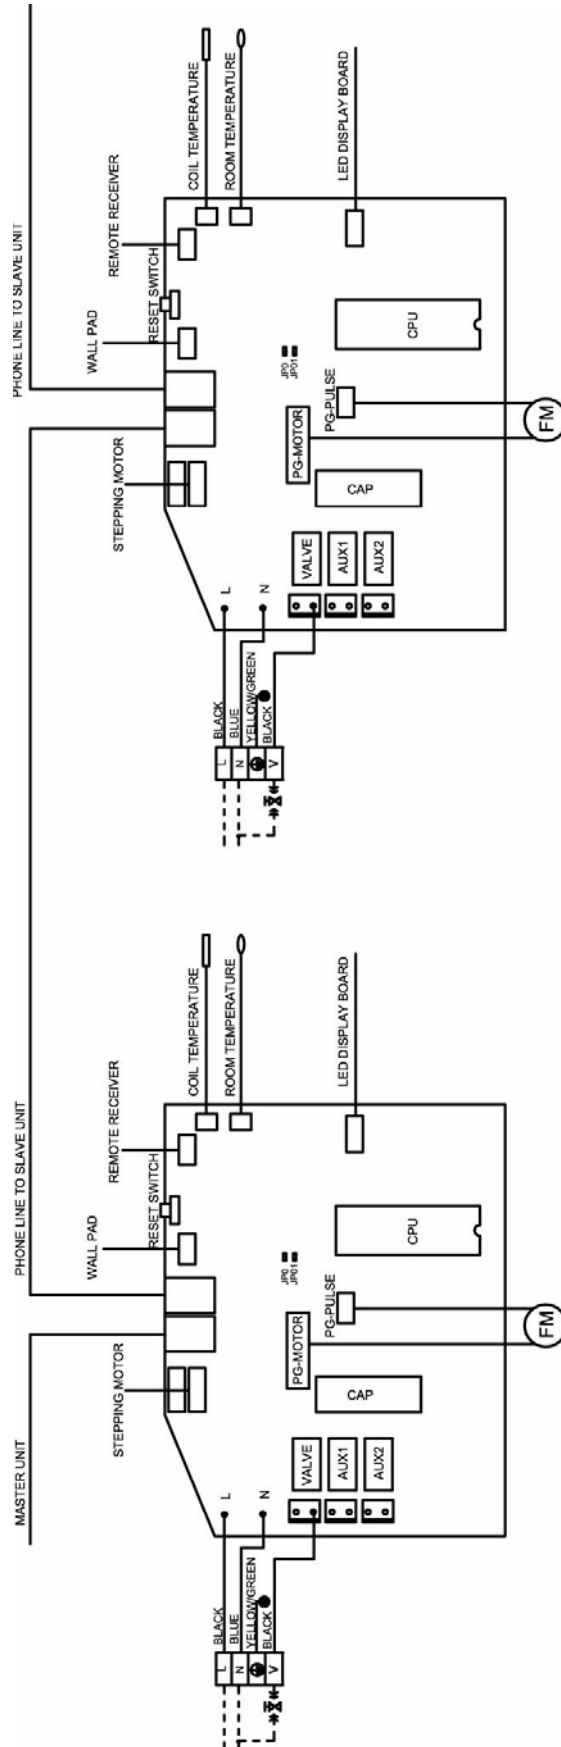 PHONE LINE TO SLAVE UNIT
COIL TEMPERATURE
ROOM TEMPERATURE
LED DISPLAY BOARD
REMOTE RECEIVER
RESET SWITCH
WALL PAD
JP0
JP01
CPU
PG-PULSE
PG-MOTOR
FM
STEPPING MOTOR
CAP
VALVE
AUX1
AUX2
L
N
BLACK
BLUE
YELLOW/GREEN
BLACK
L
N
V
PHONE LINE TO SLAVE UNIT
COIL TEMPERATURE
ROOM TEMPERATURE
LED DISPLAY BOARD
REMOTE RECEIVER
RESET SWITCH
WALL PAD
JP0
JP01
CPU
PG-PULSE
PG-MOTOR
FM
STEPPING MOTOR
CAP
MASTER UNIT
VALVE
AUX1
AUX2
L
N
BLACK
BLUE
YELLOW/GREEN
BLACK
L
N
V